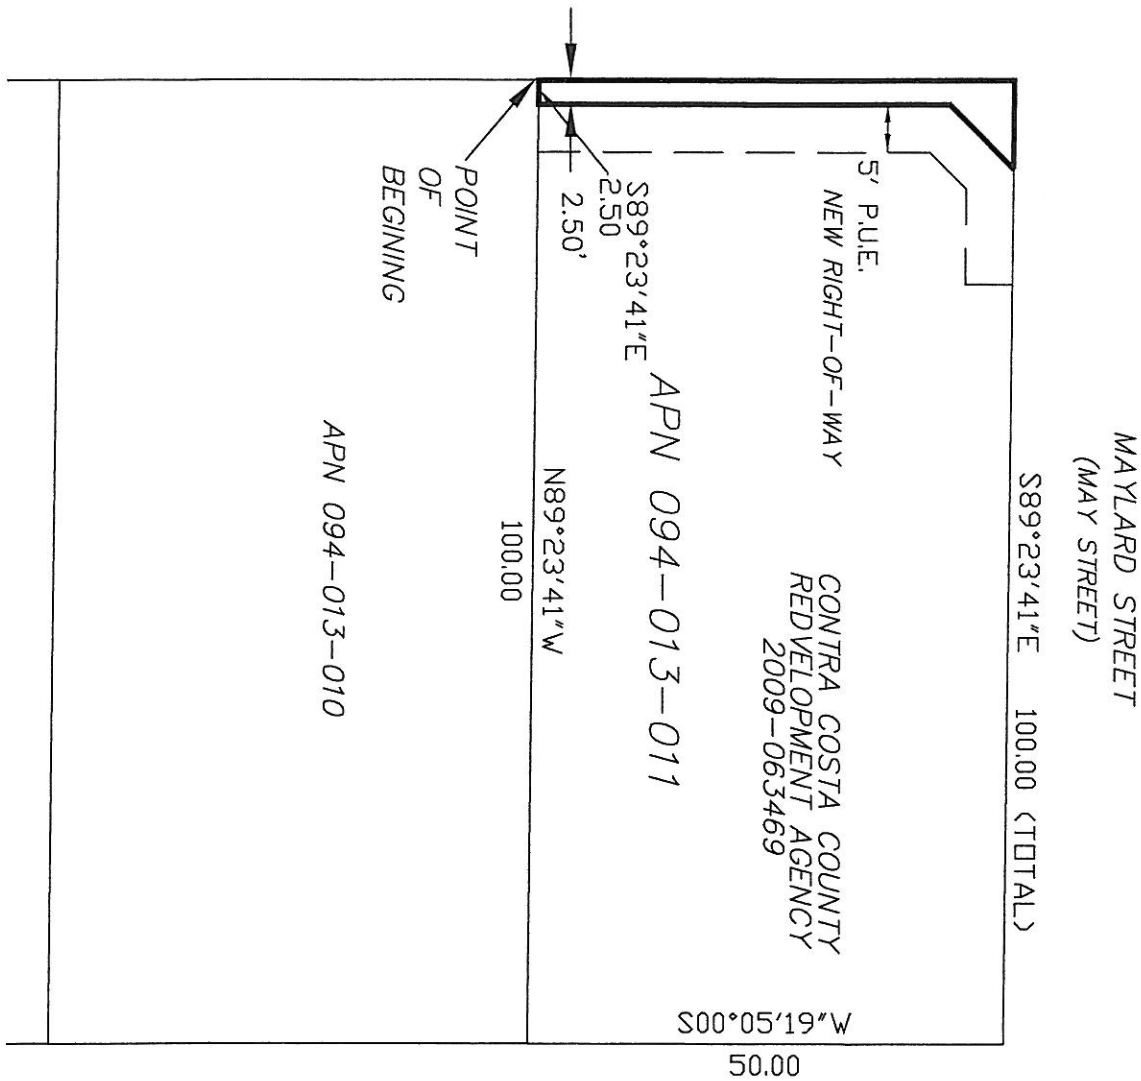 MAYLARD STREET
(MAY STREET)
S89°23'41"E 100.00 (TOTAL)
5' P.U.E.
NEW RIGHT-OF-WAY
CONTRA COSTA COUNTY
REDVELOPMENT AGENCY
2009-063469
APN 094-013-011
S89°23'41"E
2.50
2.50'
N89°23'41"W
100.00
POINT
OF
BEGINING
APN 094-013-010
S00°05'19"W
50.00